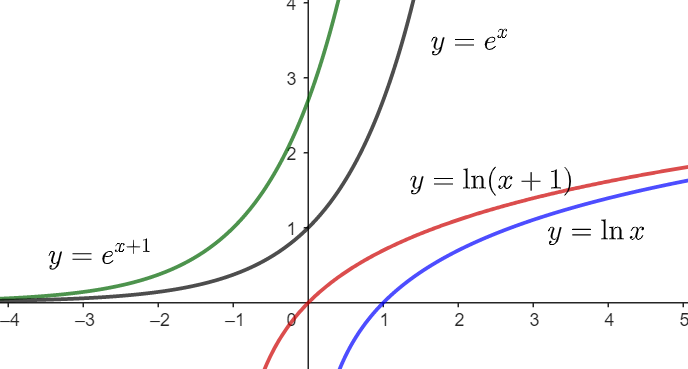 4
y = e^x
3
2
y = ln(x + 1)
1
y = ln x
y = e^{x+1}
–4 –3 –2 –1 0 1 2 3 4 5